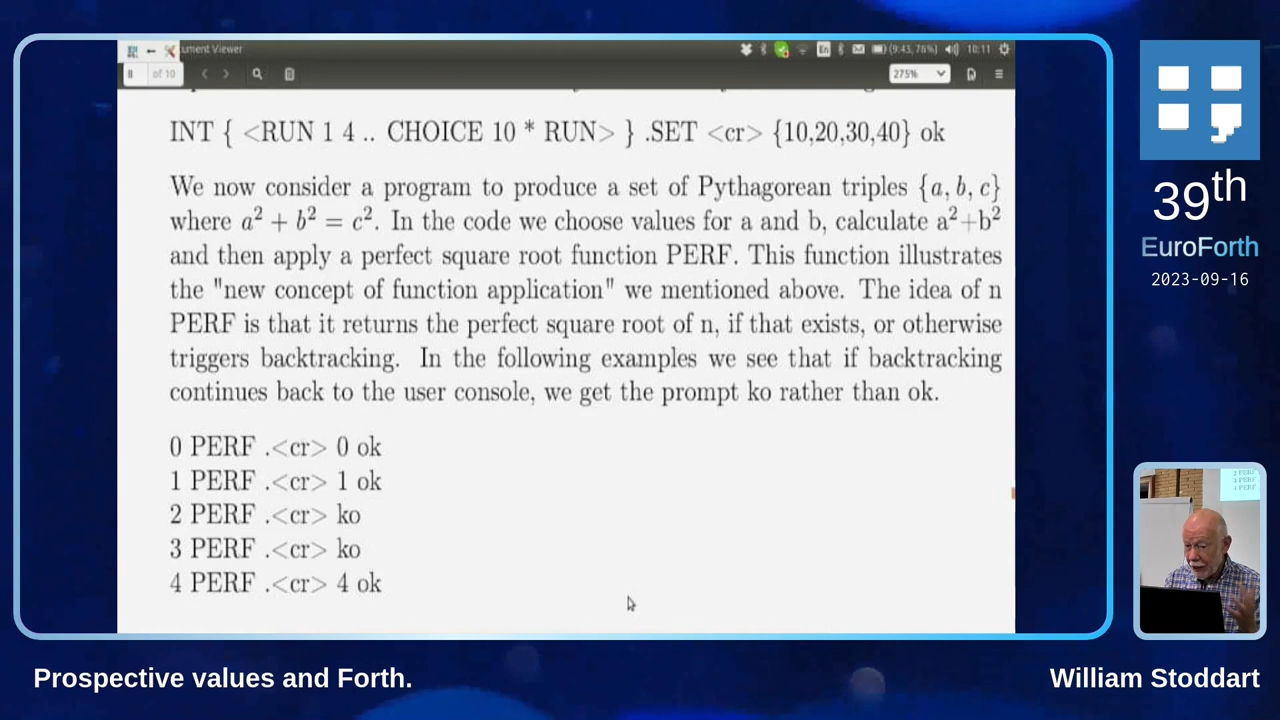 ument Viewer
En
(9:43, 76%)
10:11
8
of 10
275%
INT { <RUN 1 4 .. CHOICE 10 * RUN> } .SET <cr> {10,20,30,40} ok
We now consider a program to produce a set of Pythagorean triples {a, b, c}
where a² + b² = c². In the code we choose values for a and b, calculate a²+b²
and then apply a perfect square root function PERF. This function illustrates
the "new concept of function application" we mentioned above. The idea of n
PERF is that it returns the perfect square root of n, if that exists, or otherwise
triggers backtracking. In the following examples we see that if backtracking
continues back to the user console, we get the prompt ko rather than ok.
0 PERF .<cr> 0 ok
1 PERF .<cr> 1 ok
2 PERF .<cr> ko
3 PERF .<cr> ko
4 PERF .<cr> 4 ok
39th
EuroForth
2023-09-16
Prospective values and Forth.
William Stoddart